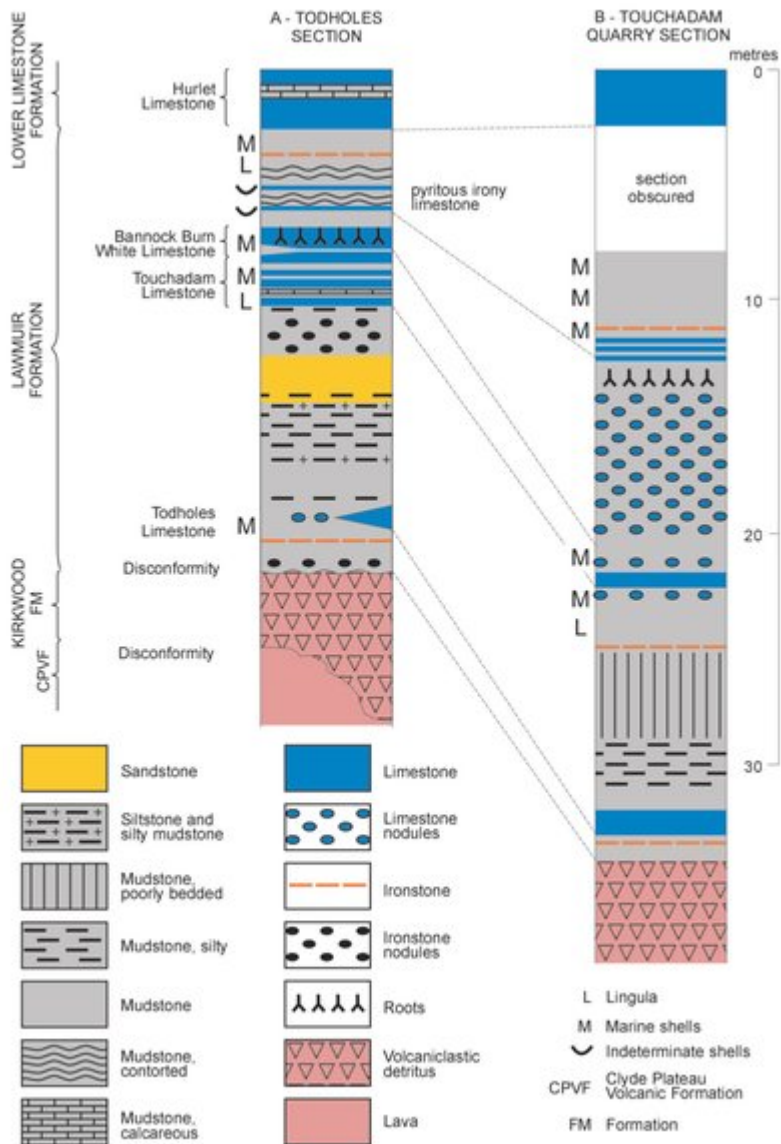 A - TODHOLES
SECTION
B - TOUCHADAM
QUARRY SECTION
metres
0
10
20
30
LOWER LIMESTONE
FORMATION
LAWMUIR
FORMATION
KIRKWOOD
FM
CPVF
Hurlet
Limestone
M
L
pyritous irony
limestone
Bannock Burn
White Limestone
M
Touchadam
Limestone
M
L
Todholes
Limestone
M
Disconformity
Disconformity
section
obscured
M
M
M
M
M
L
Sandstone
Siltstone and
silty mudstone
Mudstone,
poorly bedded
Mudstone, silty
Mudstone
Mudstone,
contorted
Mudstone,
calcareous
Limestone
Limestone
nodules
Ironstone
Ironstone
nodules
Roots
Volcaniclastic
detritus
Lava
L Lingula
M Marine shells
Indeterminate shells
CPVF Clyde Plateau
Volcanic Formation
FM Formation